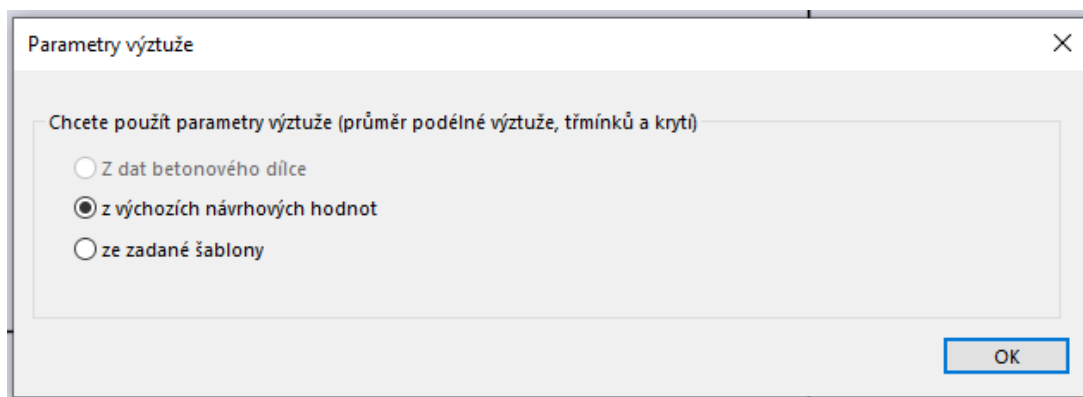 Parametry výztuže
Chcete použít parametry výztuže (průměr podélné výztuže, třmínků a krytí)
Z dat betonového dílce
z výchozích návrhových hodnot
ze zadané šablony
OK